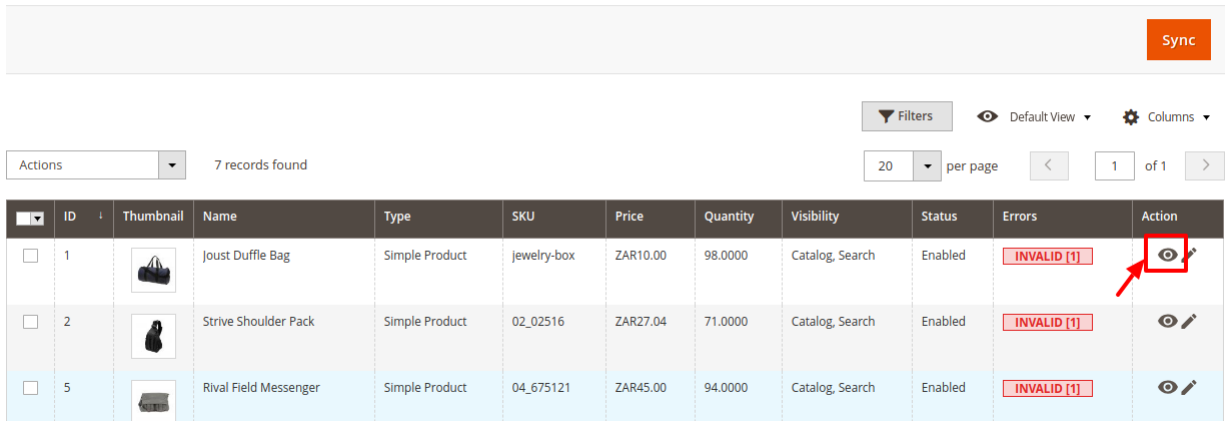 Sync
Filters Default View Columns
Actions 7 records found 20 per page 1 of 1
ID ↓ Thumbnail Name Type SKU Price Quantity Visibility Status Errors Action
1 Joust Duffle Bag Simple Product jewelry-box ZAR10.00 98.0000 Catalog, Search Enabled INVALID [1]
2 Strive Shoulder Pack Simple Product 02_02516 ZAR27.04 71.0000 Catalog, Search Enabled INVALID [1]
5 Rival Field Messenger Simple Product 04_675121 ZAR45.00 94.0000 Catalog, Search Enabled INVALID [1]